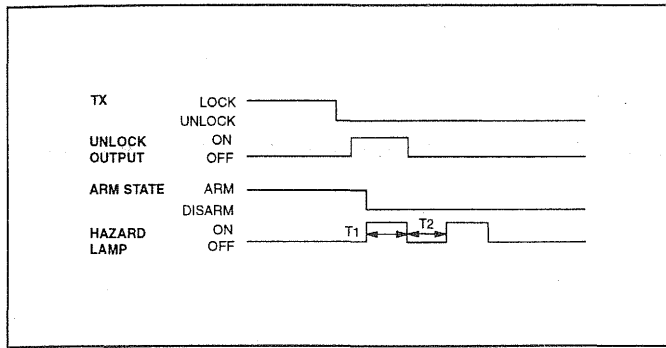 TX LOCK
UNLOCK
UNLOCK ON
OUTPUT OFF
ARM STATE ARM
DISARM
HAZARD ON T1 T2
LAMP OFF